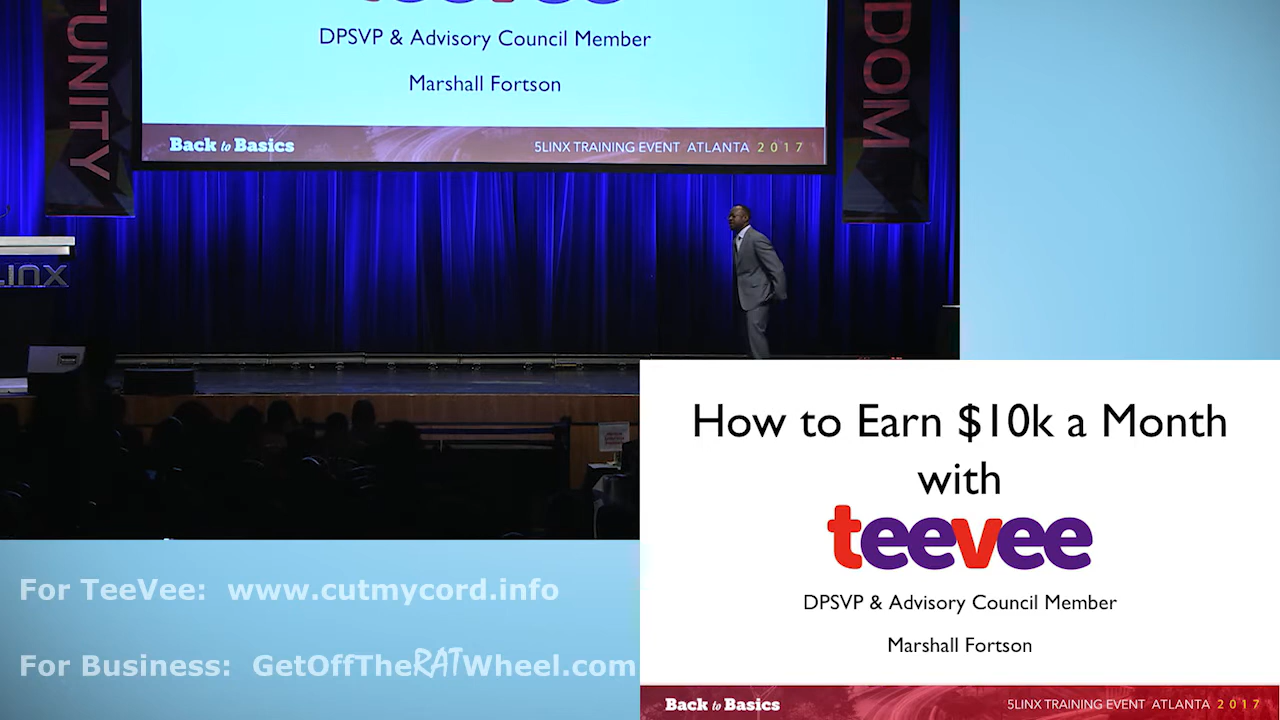 TUNITY
DOM
teevee
DPSVP & Advisory Council Member
Marshall Fortson
Back to Basics
5LINX TRAINING EVENT ATLANTA 2017
LINX
How to Earn $10k a Month
with
teevee
DPSVP & Advisory Council Member
Marshall Fortson
Back to Basics
5LINX TRAINING EVENT ATLANTA 2017
For TeeVee: www.cutmycord.info
For Business: GetOffTheRATWheel.com